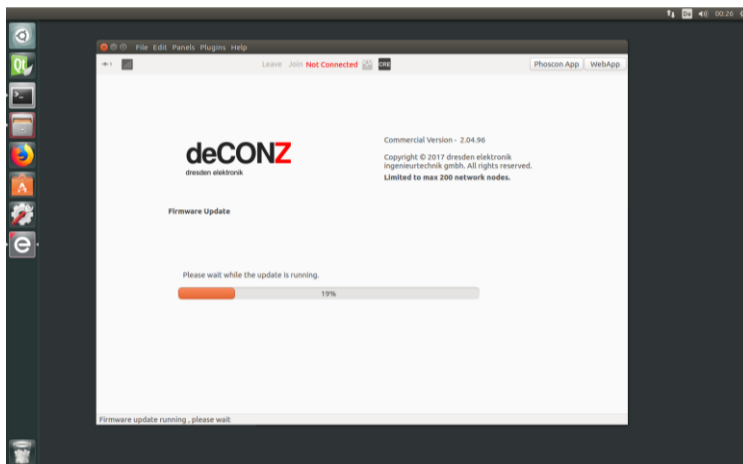 De 00:26
File Edit Panels Plugins Help
Leave Join Not Connected CRE Phoscon App WebApp
deCONZ
dresden elektronik
Commercial Version - 2.04.96
Copyright © 2017 dresden elektronik
ingenieurtechnik gmbh. All rights reserved.
Limited to max 200 network nodes.
Firmware Update
Please wait while the update is running.
19%
Firmware update running , please wait